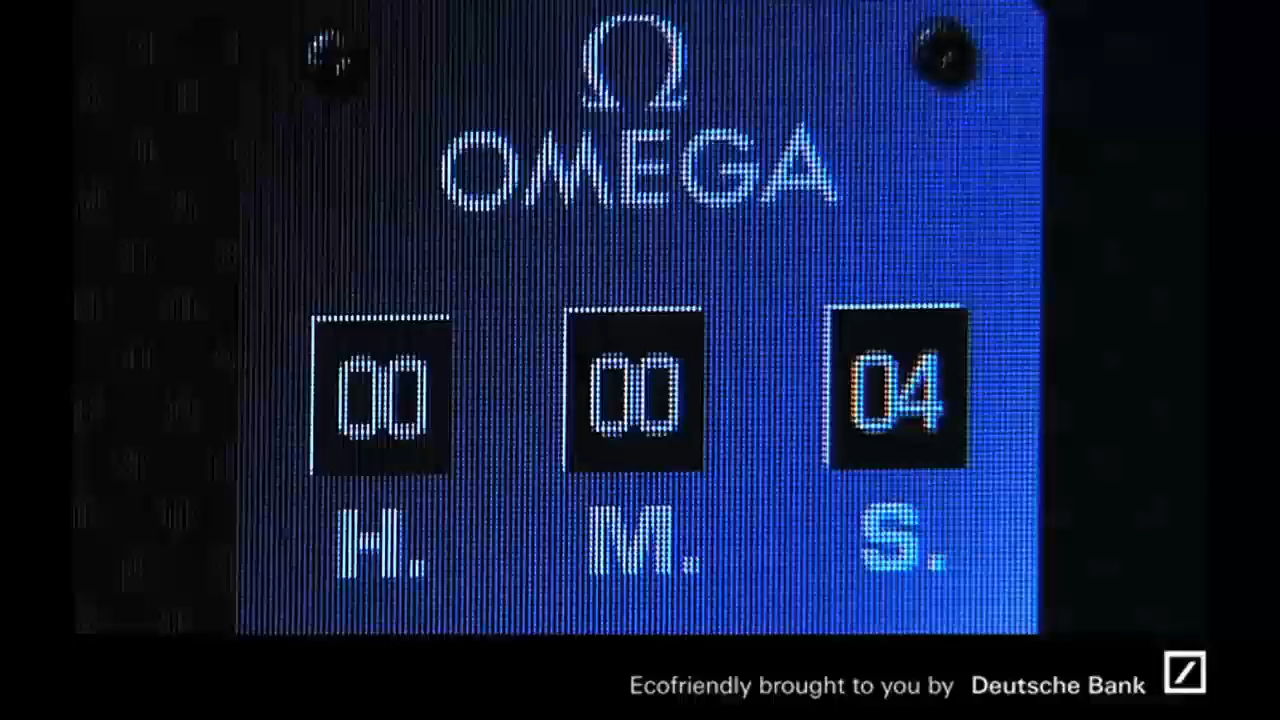 Ω
OMEGA
00 00 04
H. M. S.
Ecofriendly brought to you by Deutsche Bank